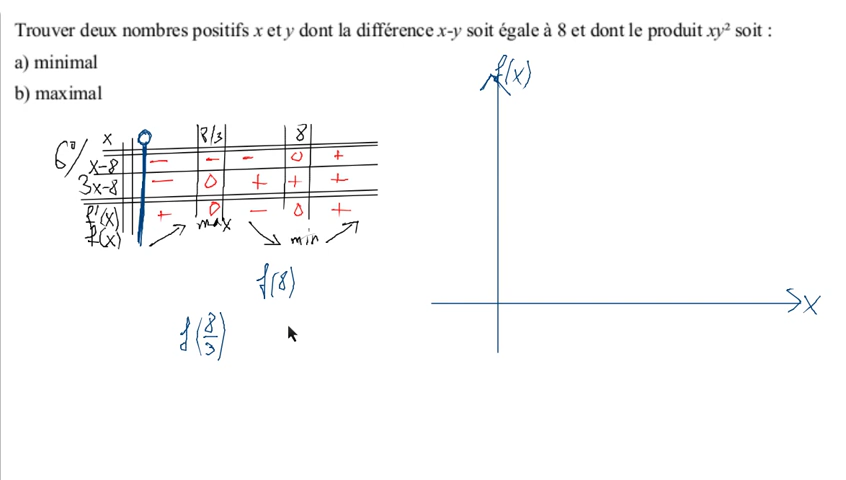 Trouver deux nombres positifs x et y dont la différence x-y soit égale à 8 et dont le produit xy² soit :
a) minimal
b) maximal
f(x)
6°/
x 8/3 8
x-8 - - - 0 +
3x-8 - 0 + + +
f'(x) + 0 - 0 +
f(x) max min
f(8)
f(8/3)
x